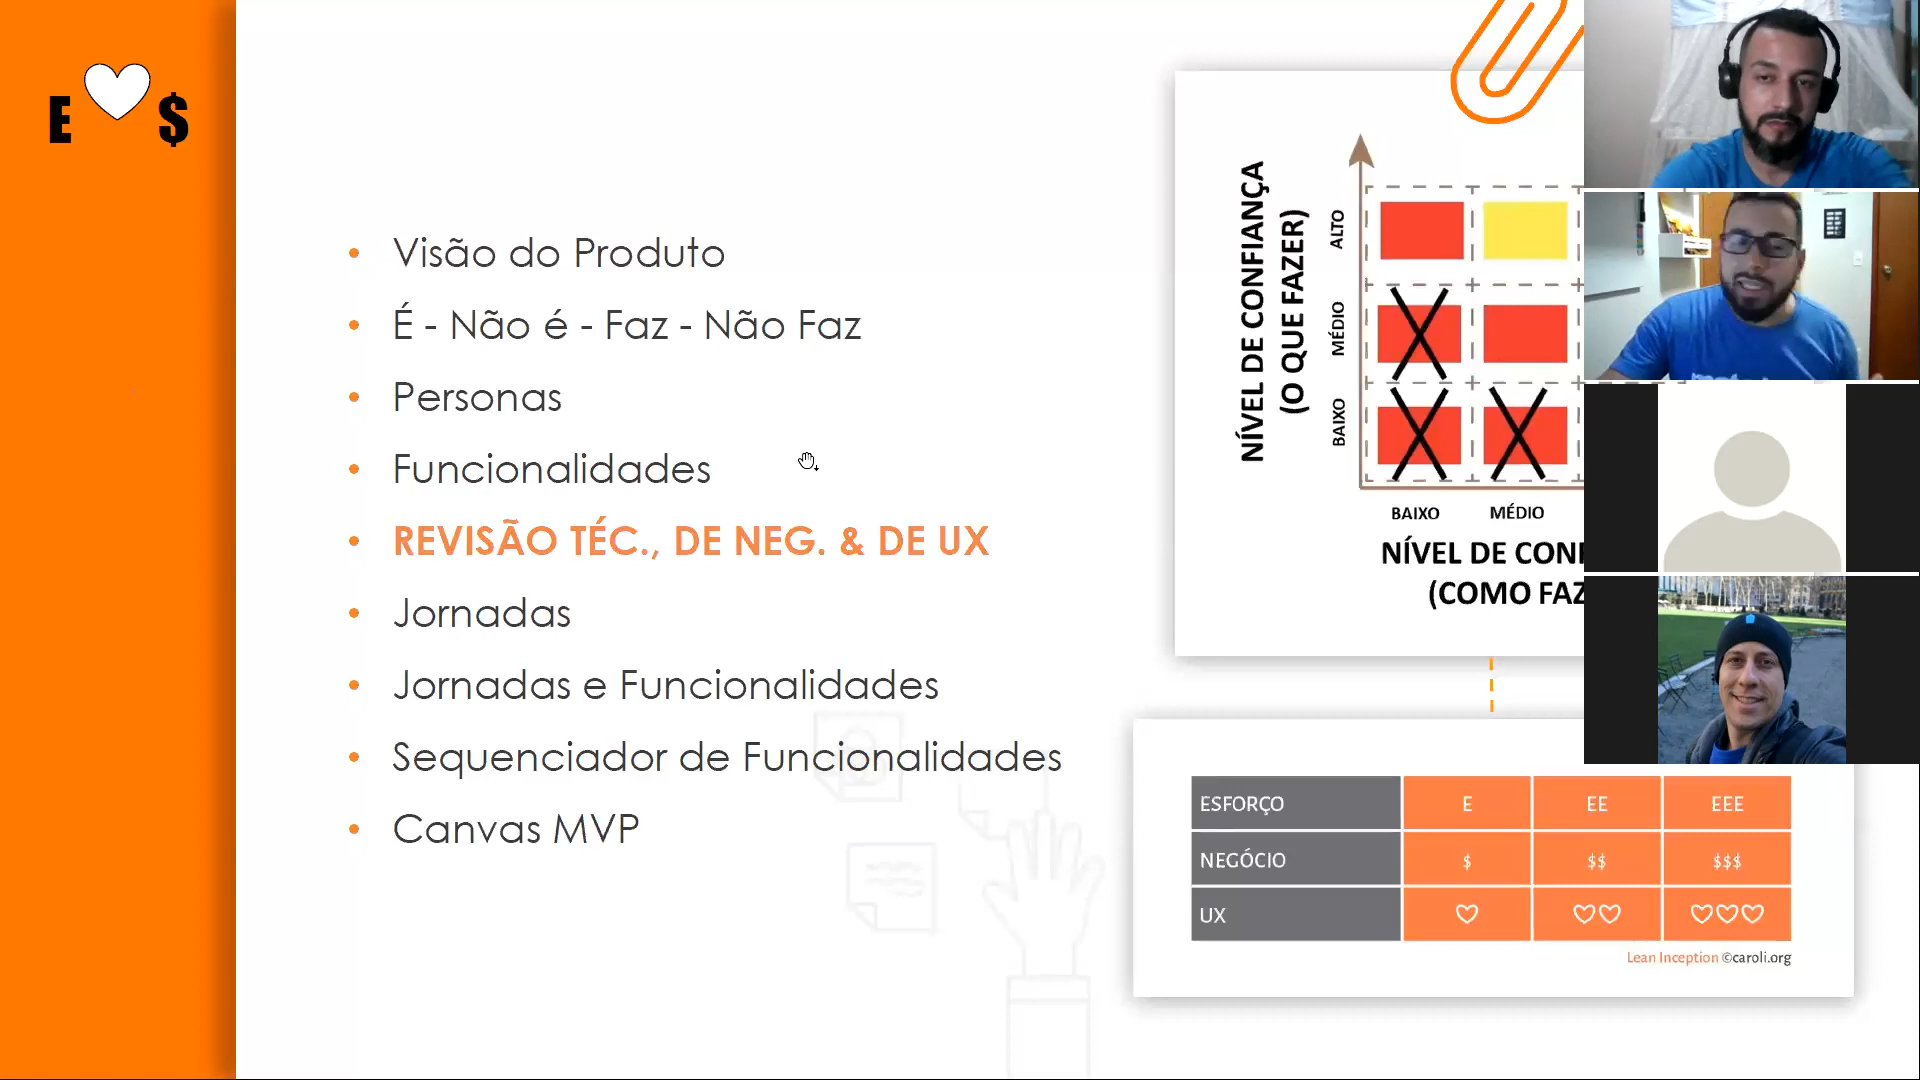 E $
Visão do Produto
É - Não é - Faz - Não Faz
Personas
Funcionalidades
REVISÃO TÉC., DE NEG. & DE UX
Jornadas
Jornadas e Funcionalidades
Sequenciador de Funcionalidades
Canvas MVP
NÍVEL DE CONFIANÇA
(O QUE FAZER)
ALTO
MÉDIO
BAIXO
BAIXO MÉDIO
NÍVEL DE CONF
(COMO FAZ
ESFORÇO E EE EEE
NEGÓCIO $ $$ $$$
UX ♡ ♡♡ ♡♡♡
Lean Inception ©caroli.org